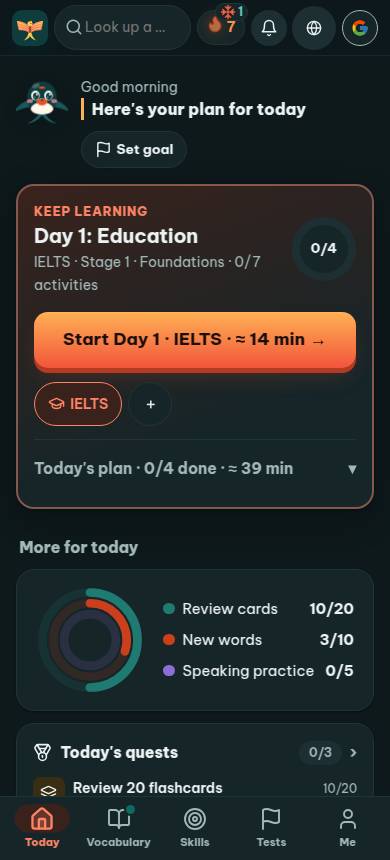 Look up a ...
1
7
Good morning
Here's your plan for today
Set goal
KEEP LEARNING
Day 1: Education
IELTS · Stage 1 · Foundations · 0/7
activities
0/4
Start Day 1 · IELTS · ≈ 14 min →
IELTS
+
Today's plan · 0/4 done · ≈ 39 min
More for today
Review cards 10/20
New words 3/10
Speaking practice 0/5
Today's quests 0/3
Review 20 flashcards 10/20
Today
Vocabulary
Skills
Tests
Me